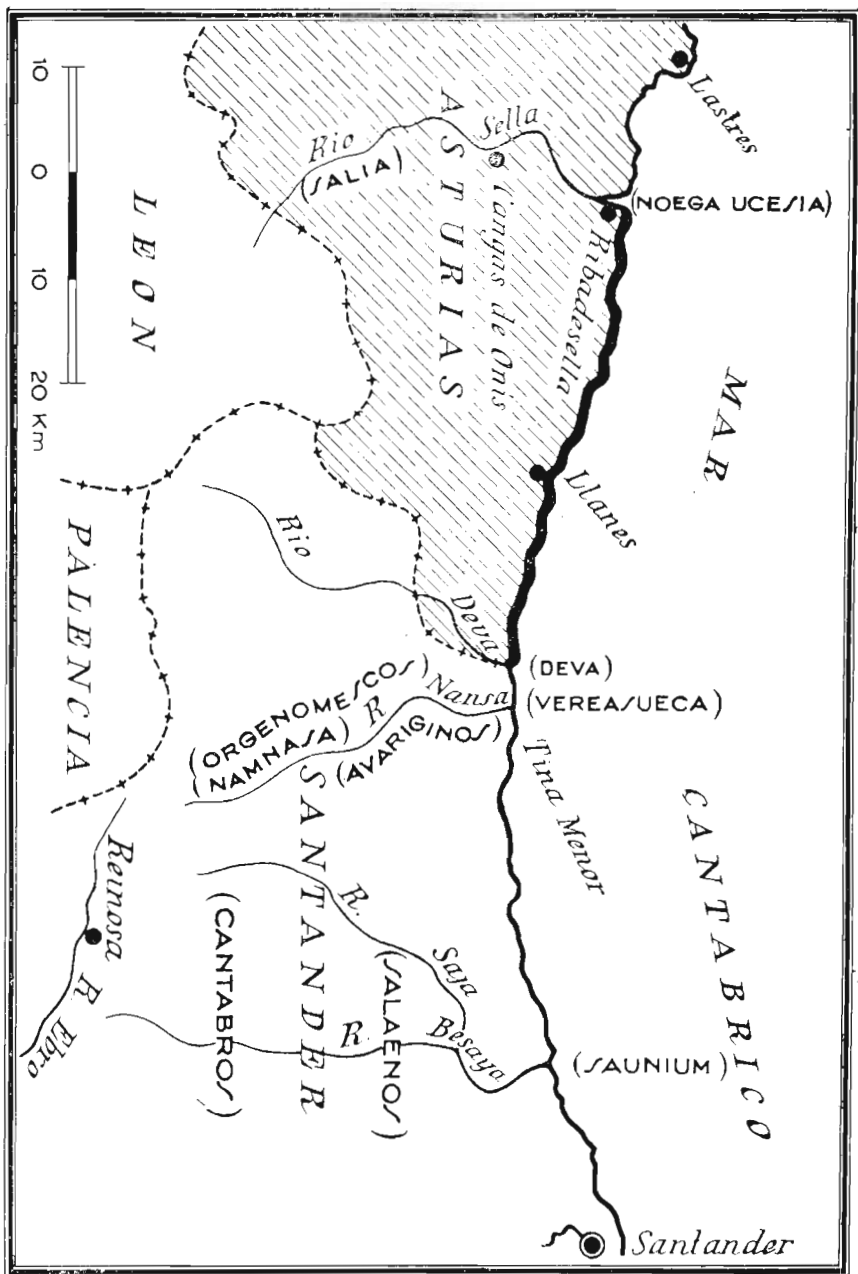 MAR CANTABRICO
Lastres
(NOEGA UCESIA)
Ribadesella
Llanes
(DEVA)
(VEREASUECA)
Tina Menor
(SAUNIUM)
Santander
ASTURIAS
Rio Sella
(SALIA)
Cangas de Onis
Rio Deva
R. Nansa
(ORGENOMESCOS)
(NAMNASA)
(AVARIGINOS)
SANTANDER
R. Saja
R. Besaya
(SALAENOS)
(CANTABROS)
LEON
PALENCIA
Reinosa
R. Ebro
10 0 10 20 Km